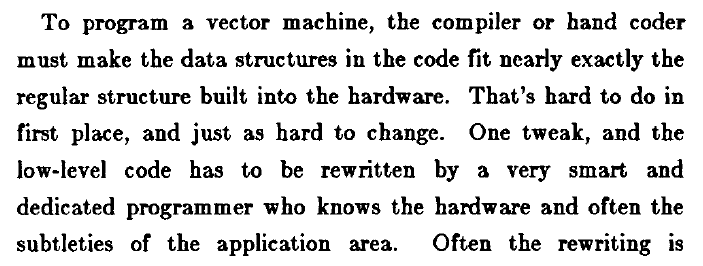 To program a vector machine, the compiler or hand coder
must make the data structures in the code fit nearly exactly the
regular structure built into the hardware. That's hard to do in
first place, and just as hard to change. One tweak, and the
low-level code has to be rewritten by a very smart and
dedicated programmer who knows the hardware and often the
subtleties of the application area. Often the rewriting is